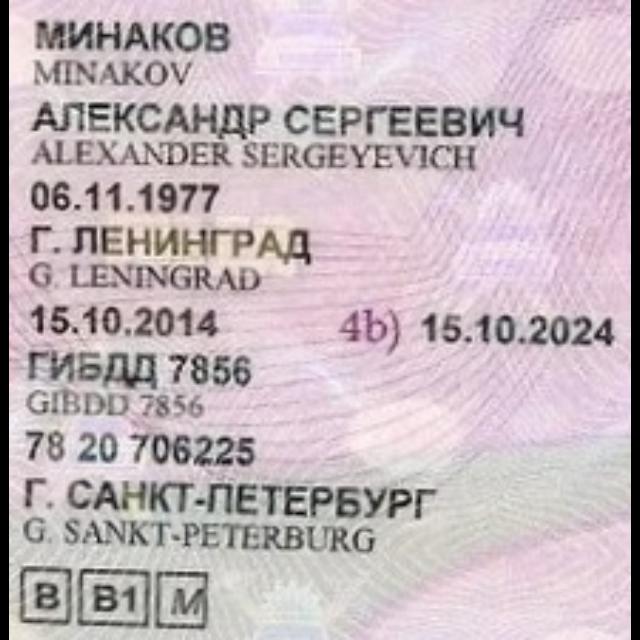 МИНАКОВ
MINAKOV
АЛЕКСАНДР СЕРГЕЕВИЧ
ALEXANDER SERGEYEVICH
06.11.1977
Г. ЛЕНИНГРАД
G. LENINGRAD
15.10.2014 4b) 15.10.2024
ГИБДД 7856
GIBDD 7856
78 20 706225
Г. САНКТ-ПЕТЕРБУРГ
G. SANKT-PETERBURG
B B1 M